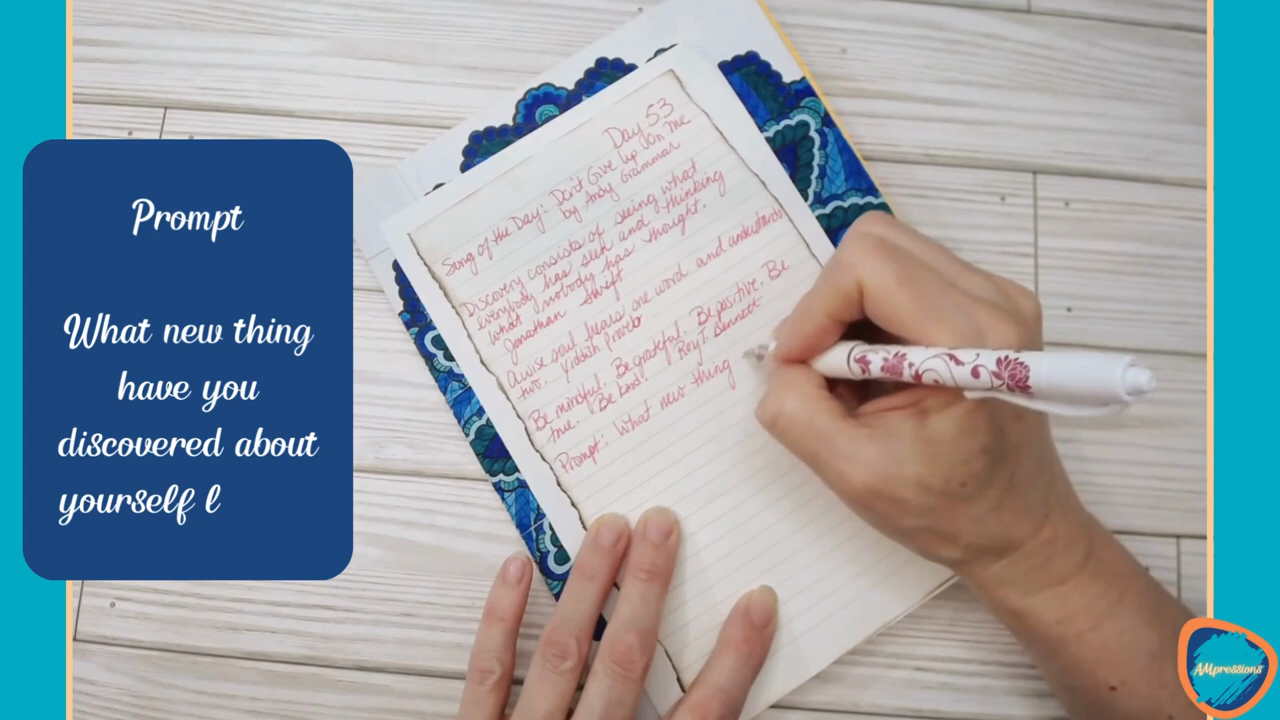 Prompt
What new thing
have you
discovered about
yourself l
Day 53
Song of the Day: Don't Give Up On Me
by Andy Grammar
Discovery consists of seeing what
everybody has seen and thinking
what nobody has thought.
Jonathan Swift
A wise soul hears one word and understands
two. Yiddish Proverb
Be mindful. Be grateful. Be positive. Be
true. Be kind. Roy T. Bennett
Prompt: What new thing
AMpressions